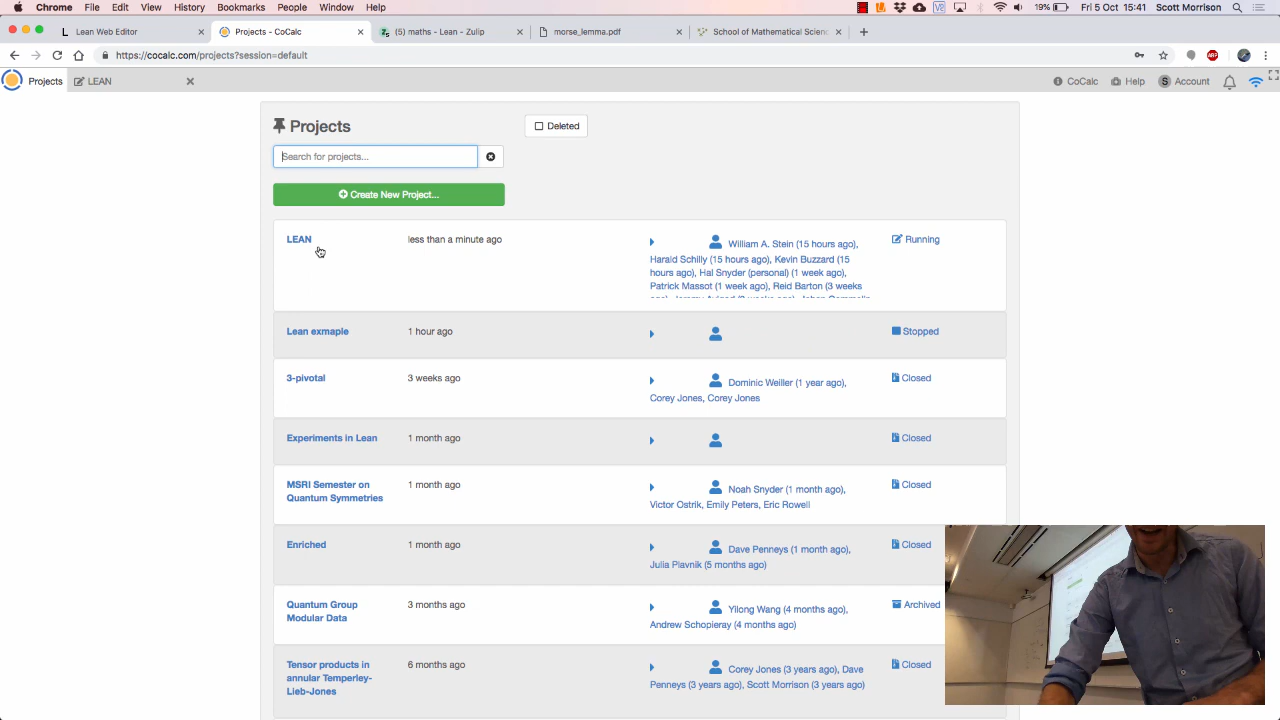 Chrome File Edit View History Bookmarks People Window Help 19% Fri 5 Oct 15:41 Scott Morrison
Lean Web Editor Projects - CoCalc (5) maths - Lean - Zulip morse_lemma.pdf School of Mathematical Scienc
https://cocalc.com/projects?session=default
Projects LEAN CoCalc Help S Account
Projects Deleted
Search for projects...
Create New Project...
LEAN less than a minute ago William A. Stein (15 hours ago), Running
Harald Schilly (15 hours ago), Kevin Buzzard (15
hours ago), Hal Snyder (personal) (1 week ago),
Patrick Massot (1 week ago), Reid Barton (3 weeks
Lean exmaple 1 hour ago Stopped
3-pivotal 3 weeks ago Dominic Weiller (1 year ago), Closed
Corey Jones, Corey Jones
Experiments in Lean 1 month ago Closed
MSRI Semester on 1 month ago Noah Snyder (1 month ago), Closed
Quantum Symmetries Victor Ostrik, Emily Peters, Eric Rowell
Enriched 1 month ago Dave Penneys (1 month ago), Closed
Julia Plavnik (5 months ago)
Quantum Group 3 months ago Yilong Wang (4 months ago), Archived
Modular Data Andrew Schopieray (4 months ago)
Tensor products in 6 months ago Corey Jones (3 years ago), Dave Closed
annular Temperley- Penneys (3 years ago), Scott Morrison (3 years ago)
Lieb-Jones